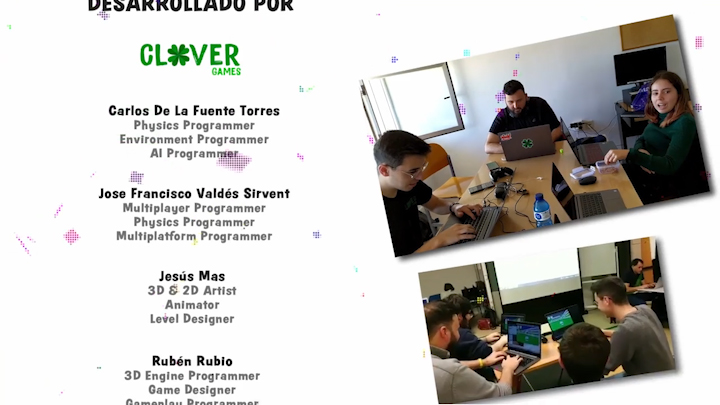 DESARROLLADO POR
CLOVER
GAMES
Carlos De La Fuente Torres
Physics Programmer
Environment Programmer
AI Programmer
Jose Francisco Valdés Sirvent
Multiplayer Programmer
Physics Programmer
Multiplatform Programmer
Jesús Mas
3D & 2D Artist
Animator
Level Designer
Rubén Rubio
3D Engine Programmer
Game Designer
Gameplay Programmer